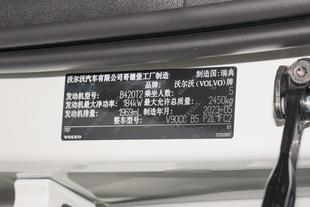 沃尔沃汽车有限公司哥德堡工厂制造 制造国:瑞典
沃尔沃 (VOLVO) 牌
发动机型号: B420T2 乘坐人数: 5
发动机最大净功率: 184kW 最大允许总质量: 2450kg
发动机排量: 1969mL 制造年月: 2023-05
整车型号: V90CC B5 PZL1FC2
707 61
VOLVO